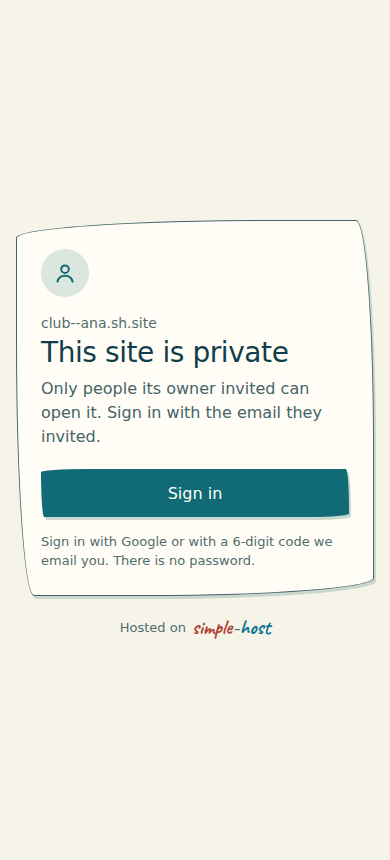 club--ana.sh.site
This site is private
Only people its owner invited can
open it. Sign in with the email they
invited.
Sign in
Sign in with Google or with a 6-digit code we
email you. There is no password.
Hosted on simple-host